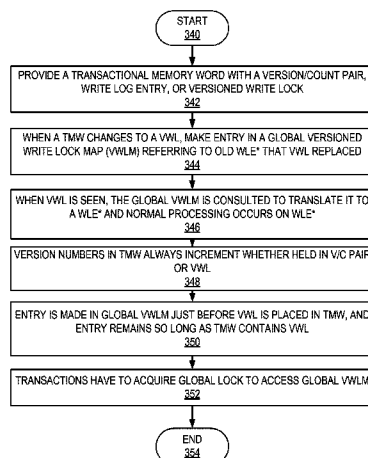 START
340
PROVIDE A TRANSACTIONAL MEMORY WORD WITH A VERSION/COUNT PAIR,
WRITE LOG ENTRY, OR VERSIONED WRITE LOCK
342
WHEN A TMW CHANGES TO A VWL, MAKE ENTRY IN A GLOBAL VERSIONED
WRITE LOCK MAP (VWLM) REFERRING TO OLD WLE* THAT VWL REPLACED
344
WHEN VWL IS SEEN, THE GLOBAL VWLM IS CONSULTED TO TRANSLATE IT TO
A WLE* AND NORMAL PROCESSING OCCURS ON WLE*
346
VERSION NUMBERS IN TMW ALWAYS INCREMENT WHETHER HELD IN V/C PAIR
OR VWL
348
ENTRY IS MADE IN GLOBAL VWLM JUST BEFORE VWL IS PLACED IN TMW, AND
ENTRY REMAINS SO LONG AS TMW CONTAINS VWL
350
TRANSACTIONS HAVE TO ACQUIRE GLOBAL LOCK TO ACCESS GLOBAL VWLM
352
END
354